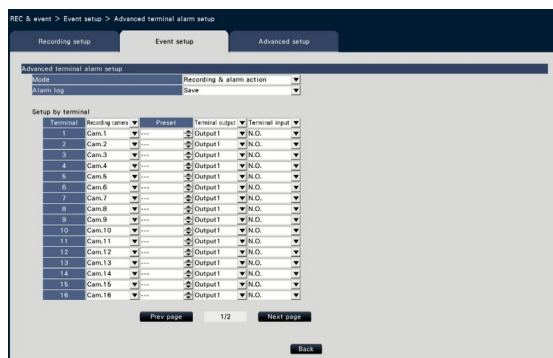 REC & event > Event setup > Advanced terminal alarm setup
Recording setup Event setup Advanced setup
Advanced terminal alarm setup
Mode Recording & alarm action
Alarm log Save
Setup by terminal
Terminal Recording camera Preset Terminal output Terminal input
1 Cam.1 --- Output1 N.O.
2 Cam.2 --- Output1 N.O.
3 Cam.3 --- Output1 N.O.
4 Cam.4 --- Output1 N.O.
5 Cam.5 --- Output1 N.O.
6 Cam.6 --- Output1 N.O.
7 Cam.7 --- Output1 N.O.
8 Cam.8 --- Output1 N.O.
9 Cam.9 --- Output1 N.O.
10 Cam.10 --- Output1 N.O.
11 Cam.11 --- Output1 N.O.
12 Cam.12 --- Output1 N.O.
13 Cam.13 --- Output1 N.O.
14 Cam.14 --- Output1 N.O.
15 Cam.15 --- Output1 N.O.
16 Cam.16 --- Output1 N.O.
Prev page 1/2 Next page
Back